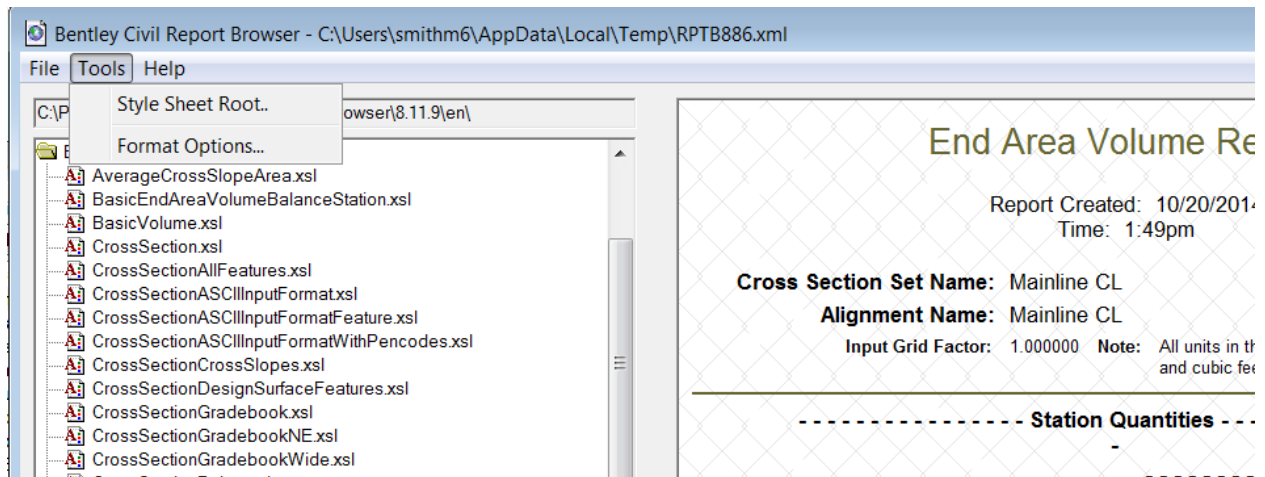 Bentley Civil Report Browser - C:\Users\smithm6\AppData\Local\Temp\RPTB886.xml
File Tools Help
Style Sheet Root..
Format Options...
C:\P owser\8.11.9\en\
AverageCrossSlopeArea.xsl
BasicEndAreaVolumeBalanceStation.xsl
BasicVolume.xsl
CrossSection.xsl
CrossSectionAllFeatures.xsl
CrossSectionASCIIInputFormat.xsl
CrossSectionASCIIInputFormatFeature.xsl
CrossSectionASCIIInputFormatWithPencodes.xsl
CrossSectionCrossSlopes.xsl
CrossSectionDesignSurfaceFeatures.xsl
CrossSectionGradebook.xsl
CrossSectionGradebookNE.xsl
CrossSectionGradebookWide.xsl
End Area Volume Re
Report Created: 10/20/2014
Time: 1:49pm
Cross Section Set Name: Mainline CL
Alignment Name: Mainline CL
Input Grid Factor: 1.000000 Note: All units in th
and cubic fee
- - - - - - - - - - - - - - - - Station Quantities - - -
-